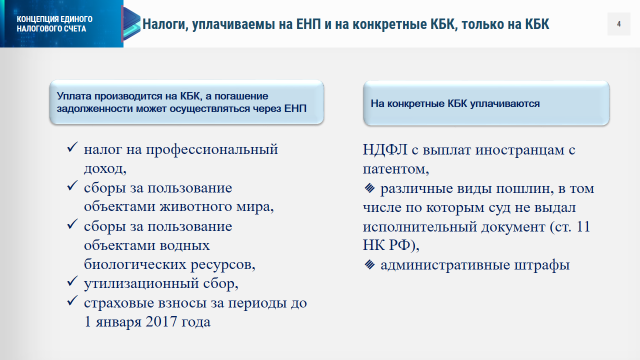 КОНЦЕПЦИЯ ЕДИНОГО
НАЛОГОВОГО СЧЕТА
Налоги, уплачиваемы на ЕНП и на конкретные КБК, только на КБК
4
Уплата производится на КБК, а погашение
задолженности может осуществляться через ЕНП
налог на профессиональный
доход,
сборы за пользование
объектами животного мира,
сборы за пользование
объектами водных
биологических ресурсов,
утилизационный сбор,
страховые взносы за периоды до
1 января 2017 года
На конкретные КБК уплачиваются
НДФЛ с выплат иностранцам с
патентом,
различные виды пошлин, в том
числе по которым суд не выдал
исполнительный документ (ст. 11
НК РФ),
административные штрафы